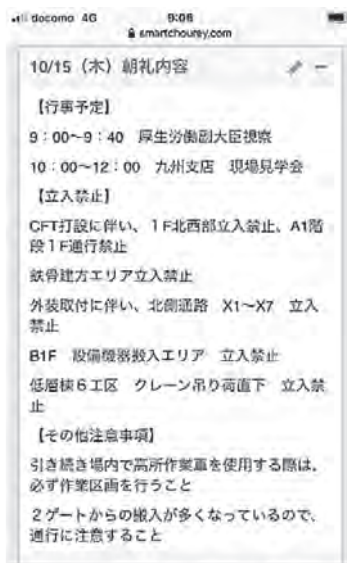 docomo 4G 9:06
smartchourey.com
10/15（木）朝礼内容
【行事予定】
9：00～9：40 厚生労働副大臣視察
10：00～12：00 九州支店 現場見学会
【立入禁止】
CFT打設に伴い、１F北西部立入禁止、A1階
段１F通行禁止
鉄骨建方エリア立入禁止
外装取付に伴い、北側通路 X1～X7 立入
禁止
B1F 設備機器搬入エリア 立入禁止
低層棟６工区 クレーン吊り荷直下 立入禁
止
【その他注意事項】
引き続き場内で高所作業車を使用する際は、
必ず作業区画を行うこと
２ゲートからの搬入が多くなっているので、
通行に注意すること